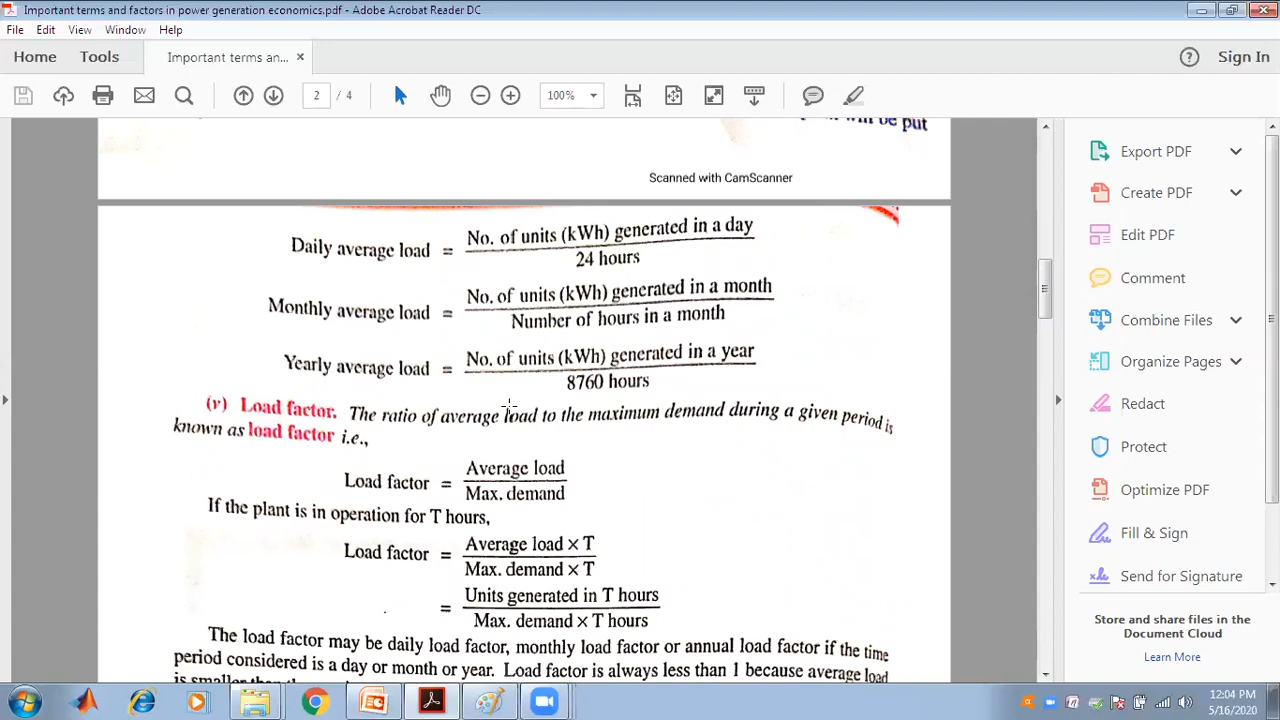 Important terms and factors in power generation economics.pdf - Adobe Acrobat Reader DC
File Edit View Window Help
Home Tools Important terms an... × Sign In
2 / 4 100%
will be put
Scanned with CamScanner
Daily average load = No. of units (kWh) generated in a day
24 hours
Monthly average load = No. of units (kWh) generated in a month
Number of hours in a month
Yearly average load = No. of units (kWh) generated in a year
8760 hours
(v) Load factor. The ratio of average load to the maximum demand during a given period is
known as load factor i.e.,
Load factor = Average load
Max. demand
If the plant is in operation for T hours,
Load factor = Average load × T
Max. demand × T
= Units generated in T hours
Max. demand × T hours
The load factor may be daily load factor, monthly load factor or annual load factor if the time
period considered is a day or month or year. Load factor is always less than 1 because average load
is smaller than the
Export PDF
Create PDF
Edit PDF
Comment
Combine Files
Organize Pages
Redact
Protect
Optimize PDF
Fill & Sign
Send for Signature
Store and share files in the
Document Cloud
Learn More
12:04 PM
5/16/2020